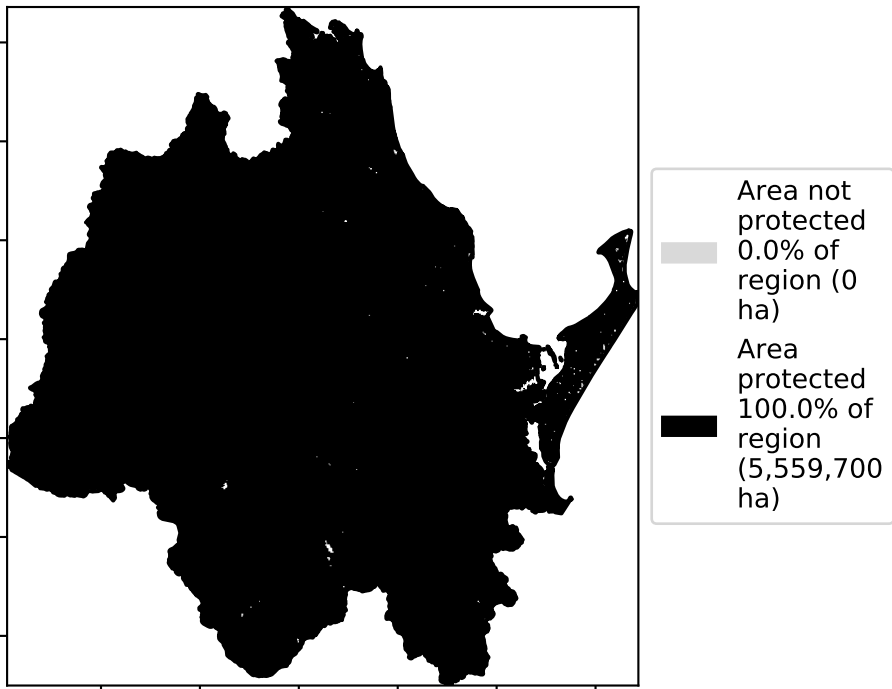 Area not
protected
0.0% of
region (0
ha)
Area
protected
100.0% of
region
(5,559,700
ha)